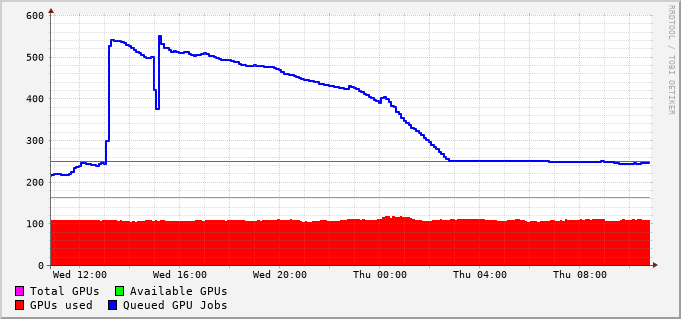 600
500
400
300
200
100
0
Wed 12:00 Wed 16:00 Wed 20:00 Thu 00:00 Thu 04:00 Thu 08:00
Total GPUs Available GPUs
GPUs used Queued GPU Jobs
RRDTOOL / TOBI OETIKER